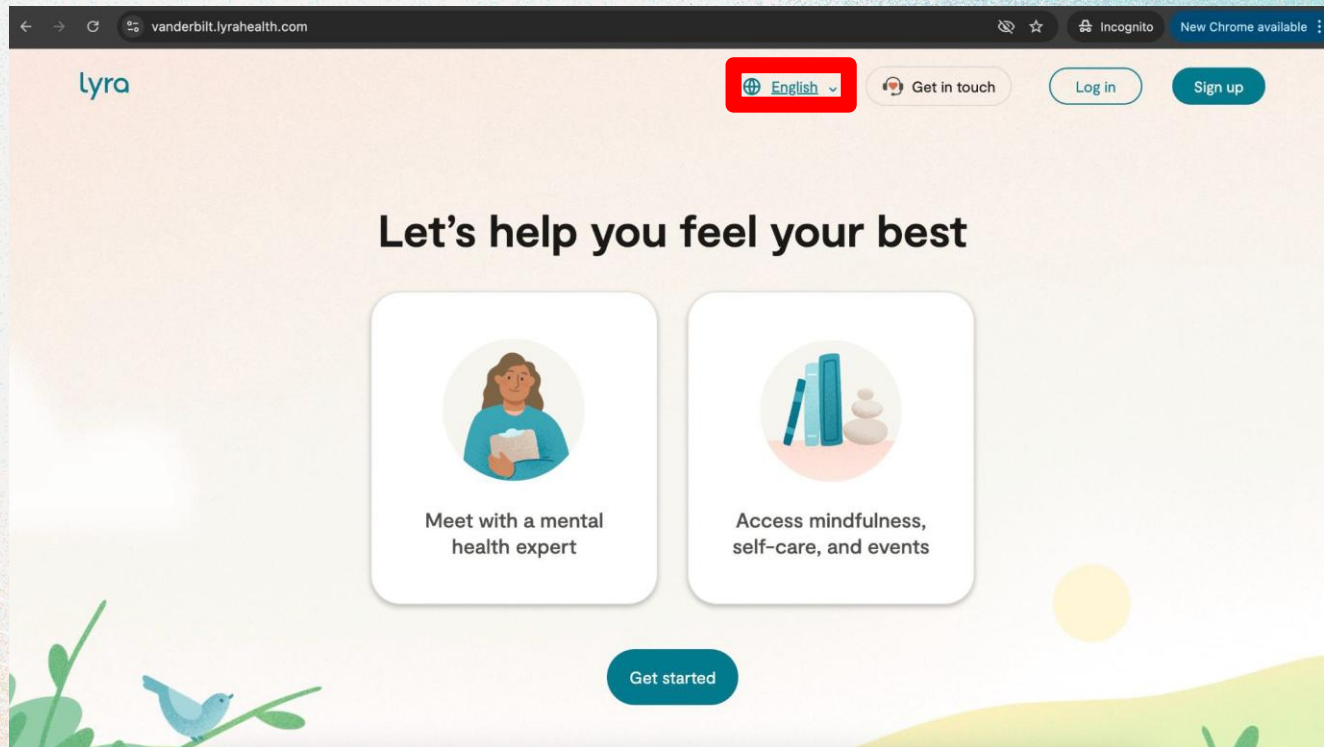 vanderbilt.lyrahealth.com
Incognito
New Chrome available
lyra
English
Get in touch
Log in
Sign up
Let's help you feel your best
Meet with a mental
health expert
Access mindfulness,
self-care, and events
Get started